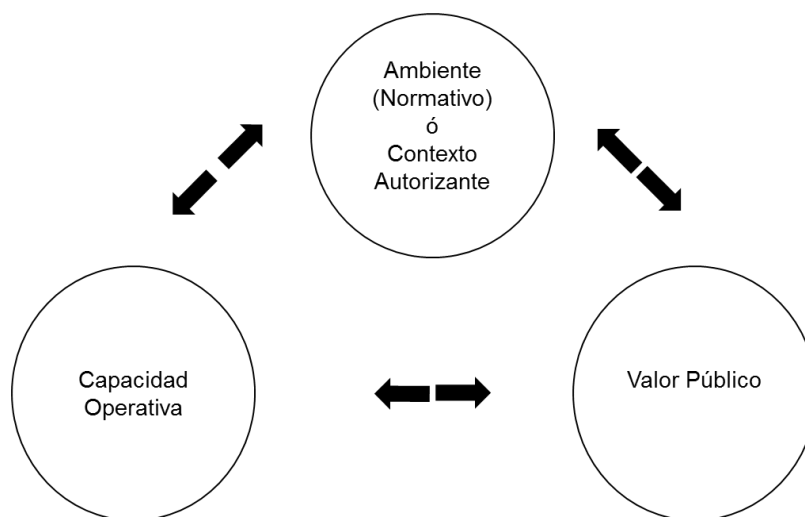 Ambiente
(Normativo)
ó
Contexto
Autorizante
Capacidad
Operativa
Valor Público